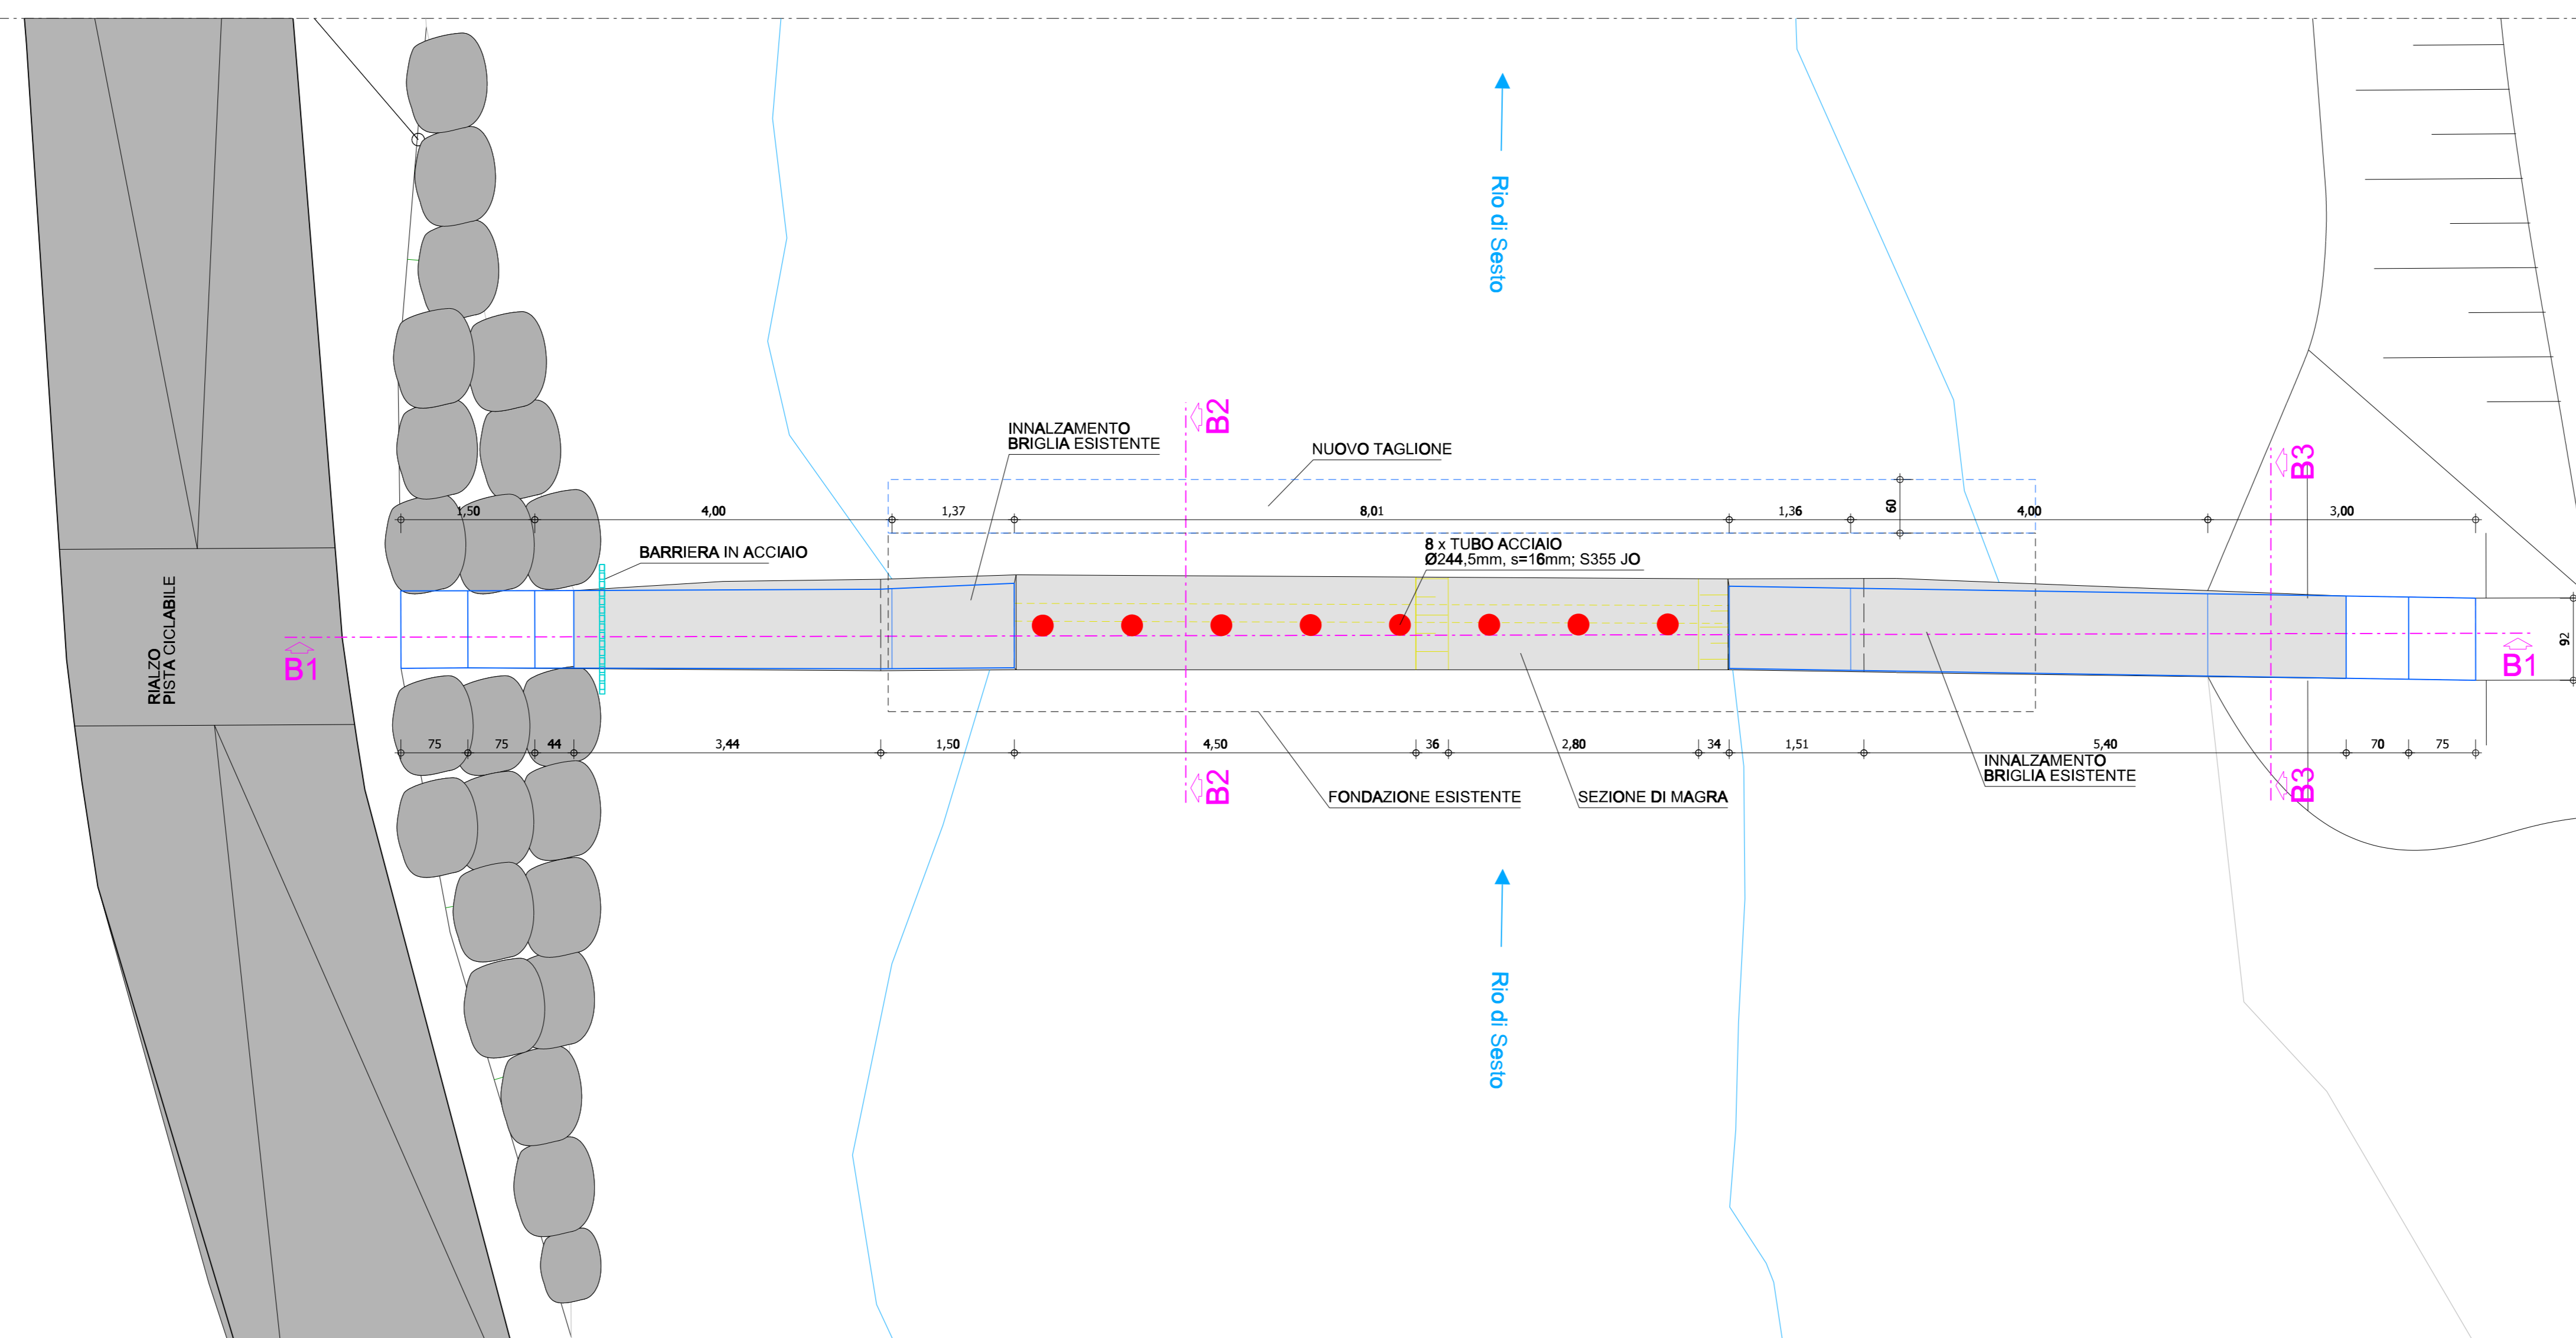 Rio di Sesto
B2
B3
INNALZAMENTO
BRIGLIA ESISTENTE
NUOVO TAGLIONE
1,50
4,00
1,37
8,01
1,36
60
4,00
3,00
BARRIERA IN ACCIAIO
8 x TUBO ACCIAIO
Ø244,5mm, s=16mm; S355 JO
RIALZO
PISTA CICLABILE
B1
B1
92
75
75
44
3,44
1,50
4,50
36
2,80
34
1,51
5,40
70
75
INNALZAMENTO
BRIGLIA ESISTENTE
B2
FONDAZIONE ESISTENTE
SEZIONE DI MAGRA
B3
Rio di Sesto